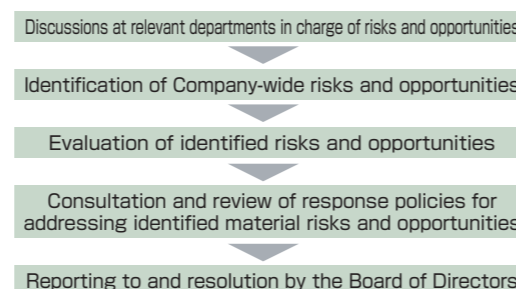 Discussions at relevant departments in charge of risks and opportunities
Identification of Company-wide risks and opportunities
Evaluation of identified risks and opportunities
Consultation and review of response policies for
addressing identified material risks and opportunities
Reporting to and resolution by the Board of Directors